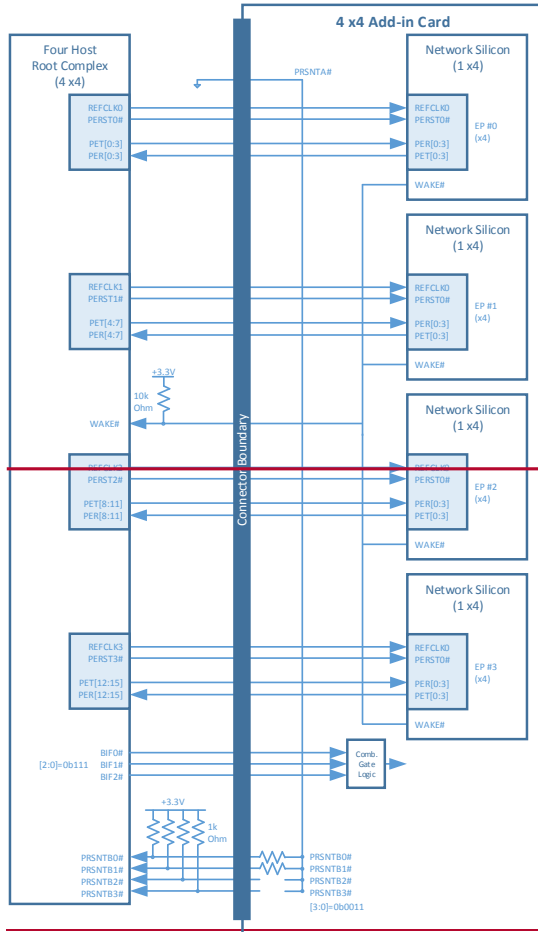 4 x4 Add-in Card
Four Host
Root Complex
(4 x4)
REFCLK0
PERST0#
PET[0:3]
PER[0:3]
REFCLK1
PERST1#
PET[4:7]
PER[4:7]
+3.3V
10k
Ohm
WAKE#
REFCLK2
PERST2#
PET[8:11]
PER[8:11]
REFCLK3
PERST3#
PET[12:15]
PER[12:15]
BIF0#
[2:0]=0b111 BIF1#
BIF2#
+3.3V
1k
Ohm
PRSNTB0#
PRSNTB1#
PRSNTB2#
PRSNTB3#
Connector Boundary
PRSNTA#
Network Silicon
(1 x4)
REFCLK0
PERST0#
EP #0
(x4)
PER[0:3]
PET[0:3]
WAKE#
Network Silicon
(1 x4)
REFCLK0
PERST0#
EP #1
(x4)
PER[0:3]
PET[0:3]
WAKE#
Network Silicon
(1 x4)
REFCLK0
PERST0#
EP #2
(x4)
PER[0:3]
PET[0:3]
WAKE#
Network Silicon
(1 x4)
REFCLK0
PERST0#
EP #3
(x4)
PER[0:3]
PET[0:3]
WAKE#
Comb.
Gate
Logic
PRSNTB0#
PRSNTB1#
PRSNTB2#
PRSNTB3#
[3:0]=0b0011